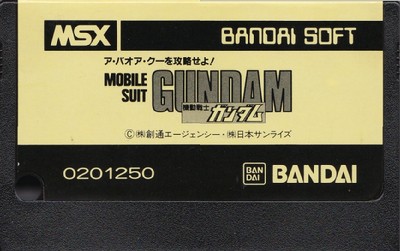 MSX BANDAI SOFT
ア・バオア・クーを攻略せよ!
MOBILE SUIT GUNDAM
機動戦士ガンダム
©㈱創通エージェンシー・㈱日本サンライズ
0201250 BAN DAI BANDAI